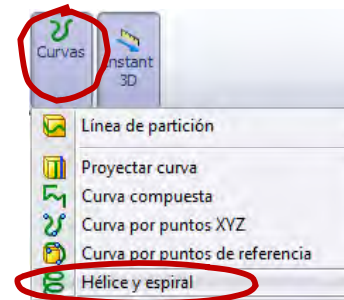 Curvas
Instant
3D
Línea de partición
Proyectar curva
Curva compuesta
Curva por puntos XYZ
Curva por puntos de referencia
Hélice y espiral